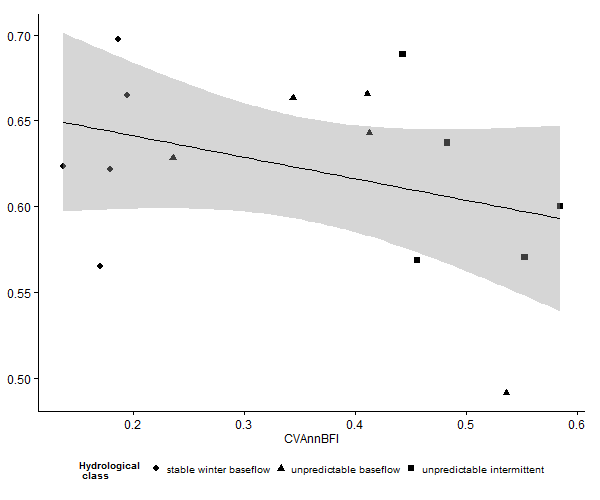 0.70
0.65
0.60
0.55
0.50
0.2 0.3 0.4 0.5 0.6
CVAnnBFI
Hydrological class stable winter baseflow unpredictable baseflow unpredictable intermittent